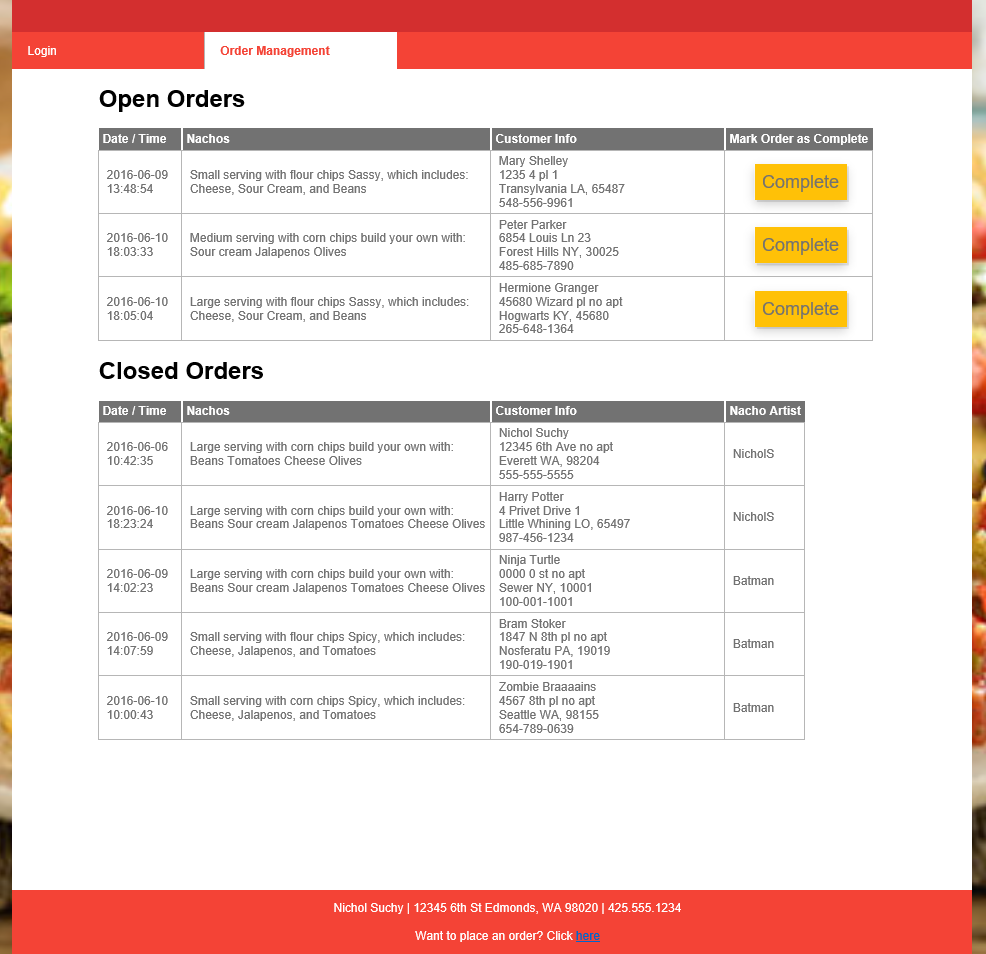 Login Order Management
Open Orders
Date / Time Nachos Customer Info Mark Order as Complete
2016-06-09
13:48:54
Small serving with flour chips Sassy, which includes:
Cheese, Sour Cream, and Beans
Mary Shelley
1235 4 pl 1
Transylvania LA, 65487
548-556-9961
Complete
2016-06-10
18:03:33
Medium serving with corn chips build your own with:
Sour cream Jalapenos Olives
Peter Parker
6854 Louis Ln 23
Forest Hills NY, 30025
485-685-7890
Complete
2016-06-10
18:05:04
Large serving with flour chips Sassy, which includes:
Cheese, Sour Cream, and Beans
Hermione Granger
45680 Wizard pl no apt
Hogwarts KY, 45680
265-648-1364
Complete
Closed Orders
Date / Time Nachos Customer Info Nacho Artist
2016-06-06
10:42:35
Large serving with corn chips build your own with:
Beans Tomatoes Cheese Olives
Nichol Suchy
12345 6th Ave no apt
Everett WA, 98204
555-555-5555
NicholS
2016-06-10
18:23:24
Large serving with corn chips build your own with:
Beans Sour cream Jalapenos Tomatoes Cheese Olives
Harry Potter
4 Privet Drive 1
Little Whining LO, 65497
987-456-1234
NicholS
2016-06-09
14:02:23
Large serving with corn chips build your own with:
Beans Sour cream Jalapenos Tomatoes Cheese Olives
Ninja Turtle
0000 0 st no apt
Sewer NY, 10001
100-001-1001
Batman
2016-06-09
14:07:59
Small serving with flour chips Spicy, which includes:
Cheese, Jalapenos, and Tomatoes
Bram Stoker
1847 N 8th pl no apt
Nosferatu PA, 19019
190-019-1901
Batman
2016-06-10
10:00:43
Small serving with corn chips Spicy, which includes:
Cheese, Jalapenos, and Tomatoes
Zombie Braaaains
4567 8th pl no apt
Seattle WA, 98155
654-789-0639
Batman
Nichol Suchy | 12345 6th St Edmonds, WA 98020 | 425.555.1234
Want to place an order? Click here